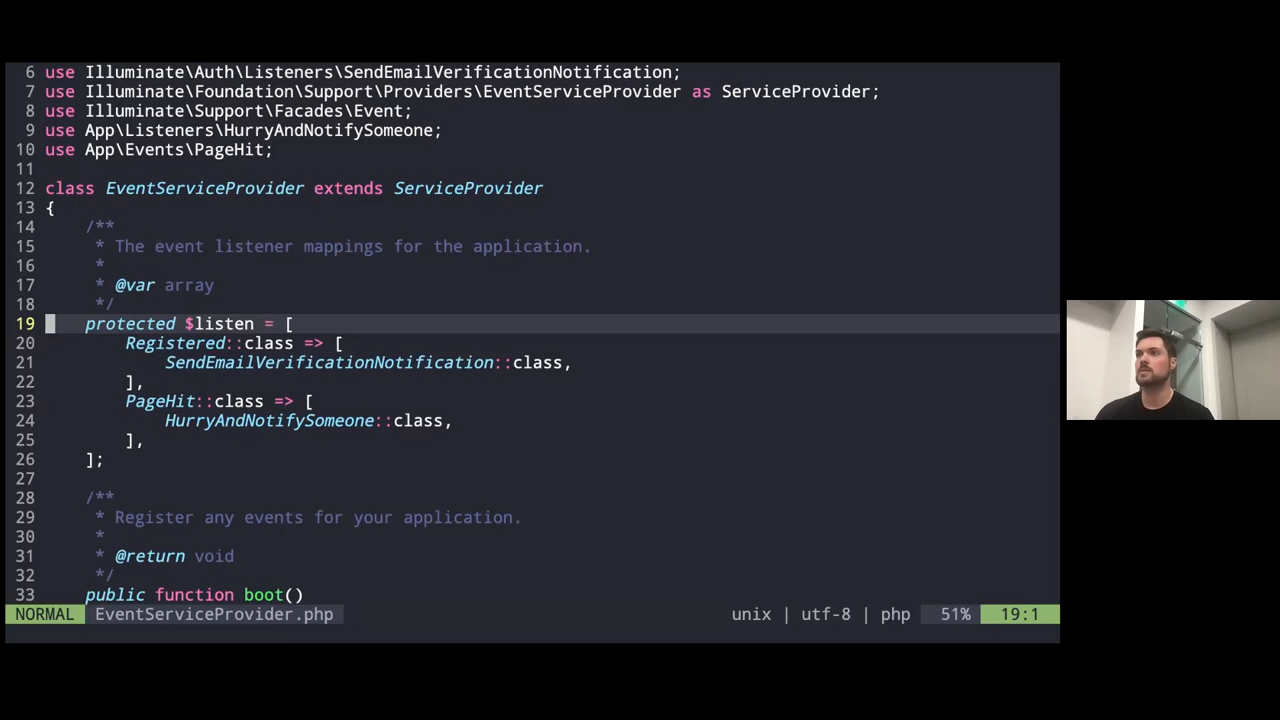 6 use Illuminate\Auth\Listeners\SendEmailVerificationNotification;
7 use Illuminate\Foundation\Support\Providers\EventServiceProvider as ServiceProvider;
8 use Illuminate\Support\Facades\Event;
9 use App\Listeners\HurryAndNotifySomeone;
10 use App\Events\PageHit;
11
12 class EventServiceProvider extends ServiceProvider
13 {
14     /**
15      * The event listener mappings for the application.
16      *
17      * @var array
18      */
19     protected $listen = [
20         Registered::class => [
21             SendEmailVerificationNotification::class,
22         ],
23         PageHit::class => [
24             HurryAndNotifySomeone::class,
25         ],
26     ];
27
28     /**
29      * Register any events for your application.
30      *
31      * @return void
32      */
33     public function boot()
NORMAL EventServiceProvider.php unix | utf-8 | php 51% 19:1